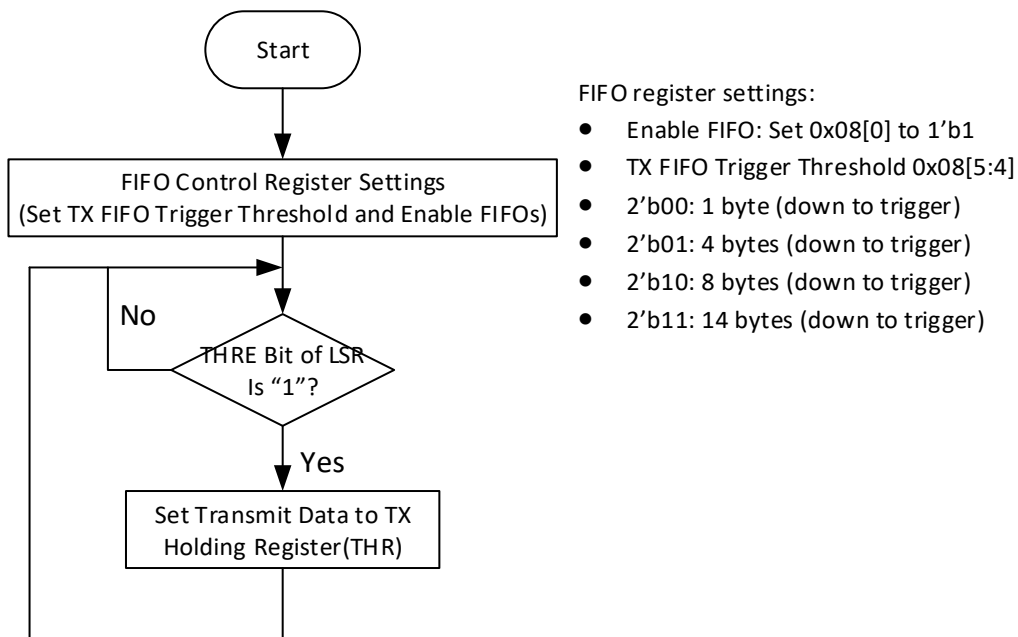 Start
FIFO Control Register Settings
(Set TX FIFO Trigger Threshold and Enable FIFOs)
No
THRE Bit of LSR
Is “1”?
Yes
Set Transmit Data to TX
Holding Register(THR)
FIFO register settings:
● Enable FIFO: Set 0x08[0] to 1’b1
● TX FIFO Trigger Threshold 0x08[5:4]
● 2’b00: 1 byte (down to trigger)
● 2’b01: 4 bytes (down to trigger)
● 2’b10: 8 bytes (down to trigger)
● 2’b11: 14 bytes (down to trigger)